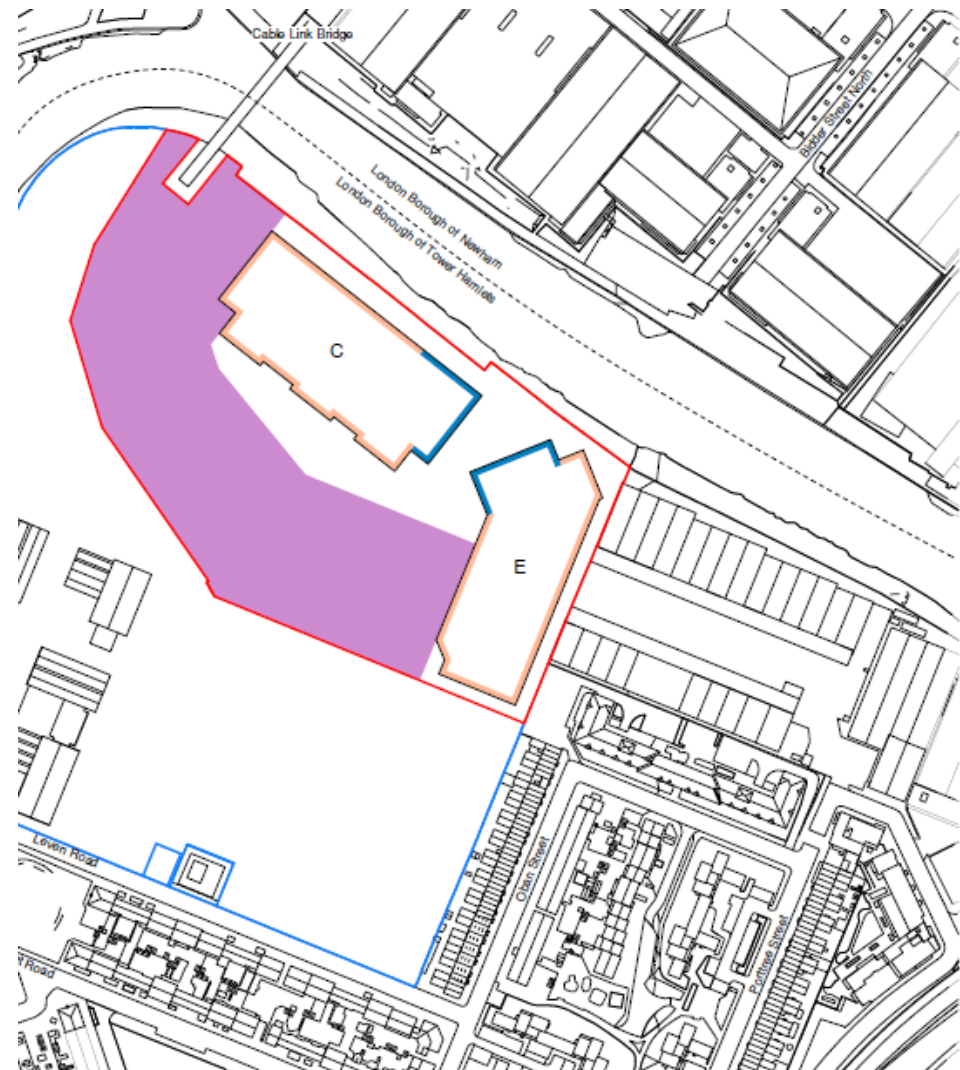 Cable Link Bridge
Bidder Street North
London Borough of Newham
London Borough of Tower Hamlets
C
E
Leven Road
Oban Street
Portree Street
Road